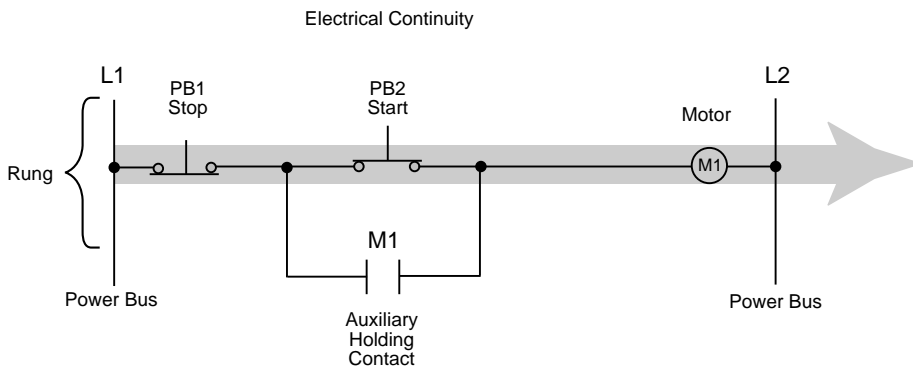 Electrical Continuity
L1
L2
PB1
Stop
PB2
Start
Motor
Rung
M1
M1
Power Bus
Power Bus
Auxiliary
Holding
Contact